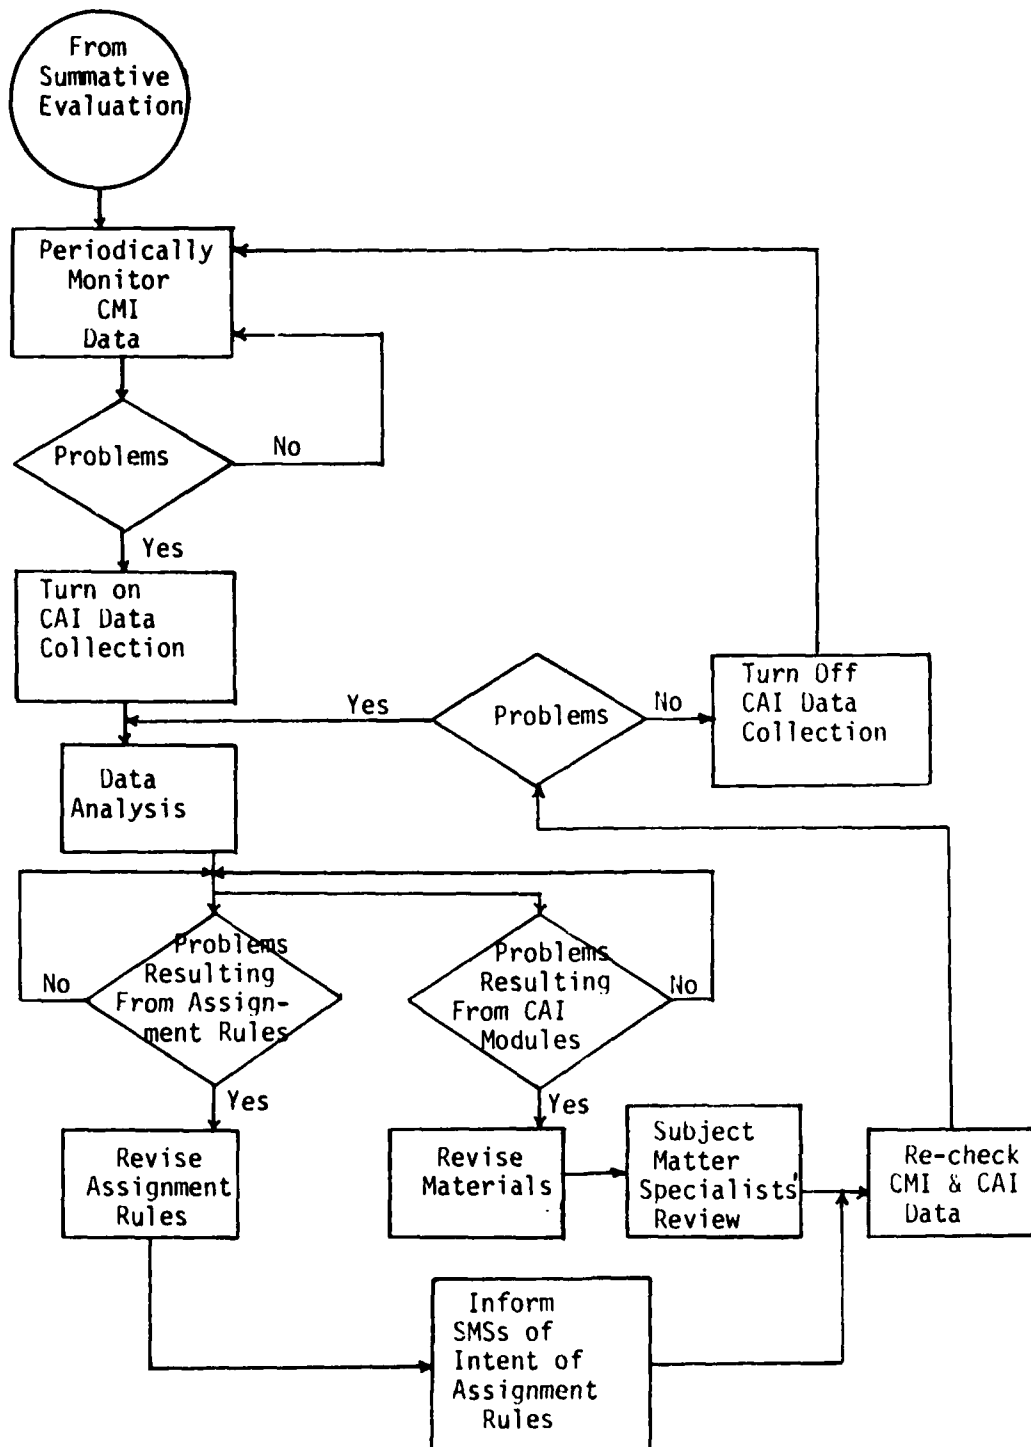 From
Summative
Evaluation
Periodically
Monitor
CMI
Data
Problems
No
Yes
Turn on
CAI Data
Collection
Yes
Problems
No
Turn Off
CAI Data
Collection
Data
Analysis
Problems
Resulting
From Assign-
ment Rules
No
Yes
Problems
Resulting
From CAI
Modules
No
Yes
Revise
Assignment
Rules
Revise
Materials
Subject
Matter
Specialists'
Review
Re-check
CMI & CAI
Data
Inform
SMSs of
Intent of
Assignment
Rules